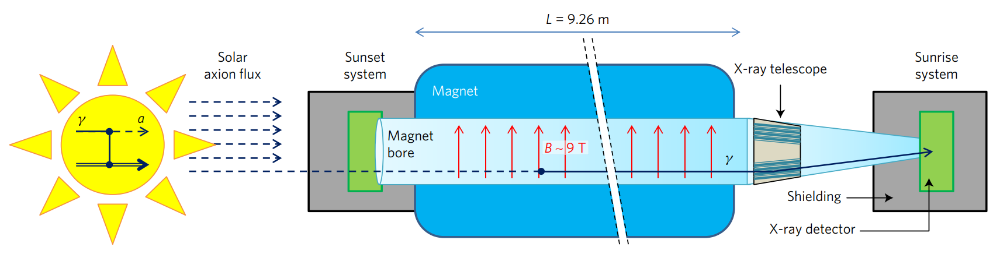 L = 9.26 m
Solar
axion flux
Sunset
system
Sunrise
system
X-ray telescope
Magnet
γ
a
Magnet
bore
B ~ 9 T
γ
Shielding
X-ray detector